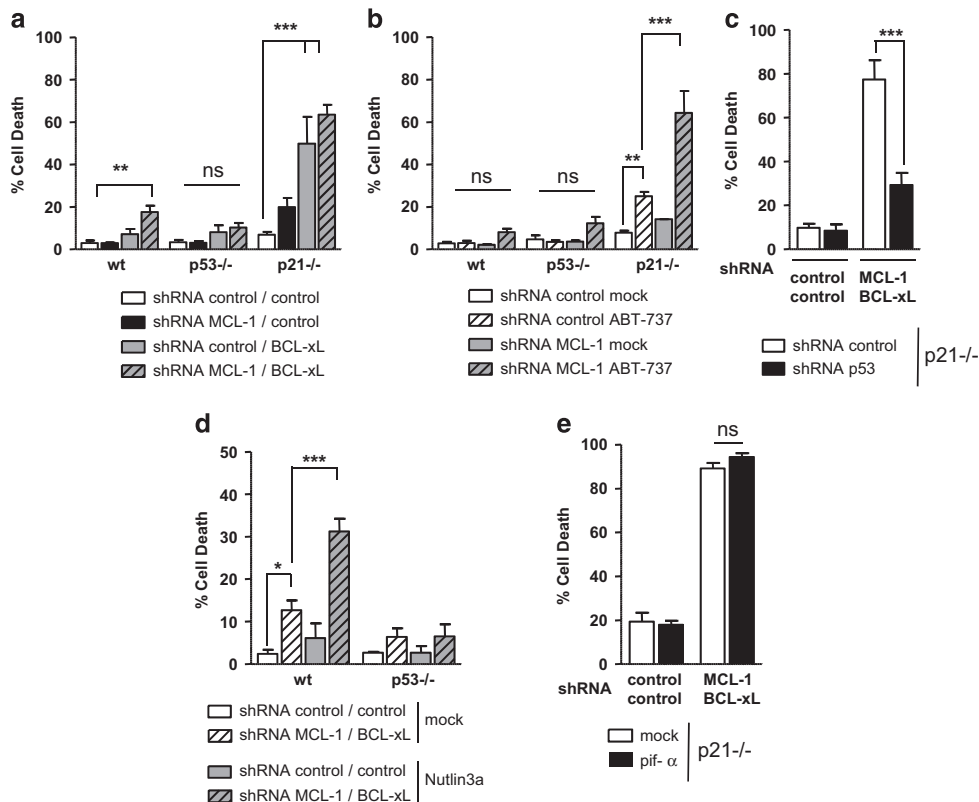 a
% Cell Death
100
80
60
40
20
0
**
ns
***
wt
p53-/-
p21-/-
shRNA control / control
shRNA MCL-1 / control
shRNA control / BCL-xL
shRNA MCL-1 / BCL-xL
b
% Cell Death
100
80
60
40
20
0
ns
ns
**
***
wt
p53-/-
p21-/-
shRNA control mock
shRNA control ABT-737
shRNA MCL-1 mock
shRNA MCL-1 ABT-737
c
% Cell Death
100
80
60
40
20
0
***
shRNA
control
control
MCL-1
BCL-xL
shRNA control
shRNA p53
p21-/-
d
% Cell Death
50
40
30
20
10
0
*
***
wt
p53-/-
shRNA control / control
shRNA MCL-1 / BCL-xL
mock
shRNA control / control
shRNA MCL-1 / BCL-xL
Nutlin3a
e
% Cell Death
100
80
60
40
20
0
ns
shRNA
control
control
MCL-1
BCL-xL
mock
pif- α
p21-/-